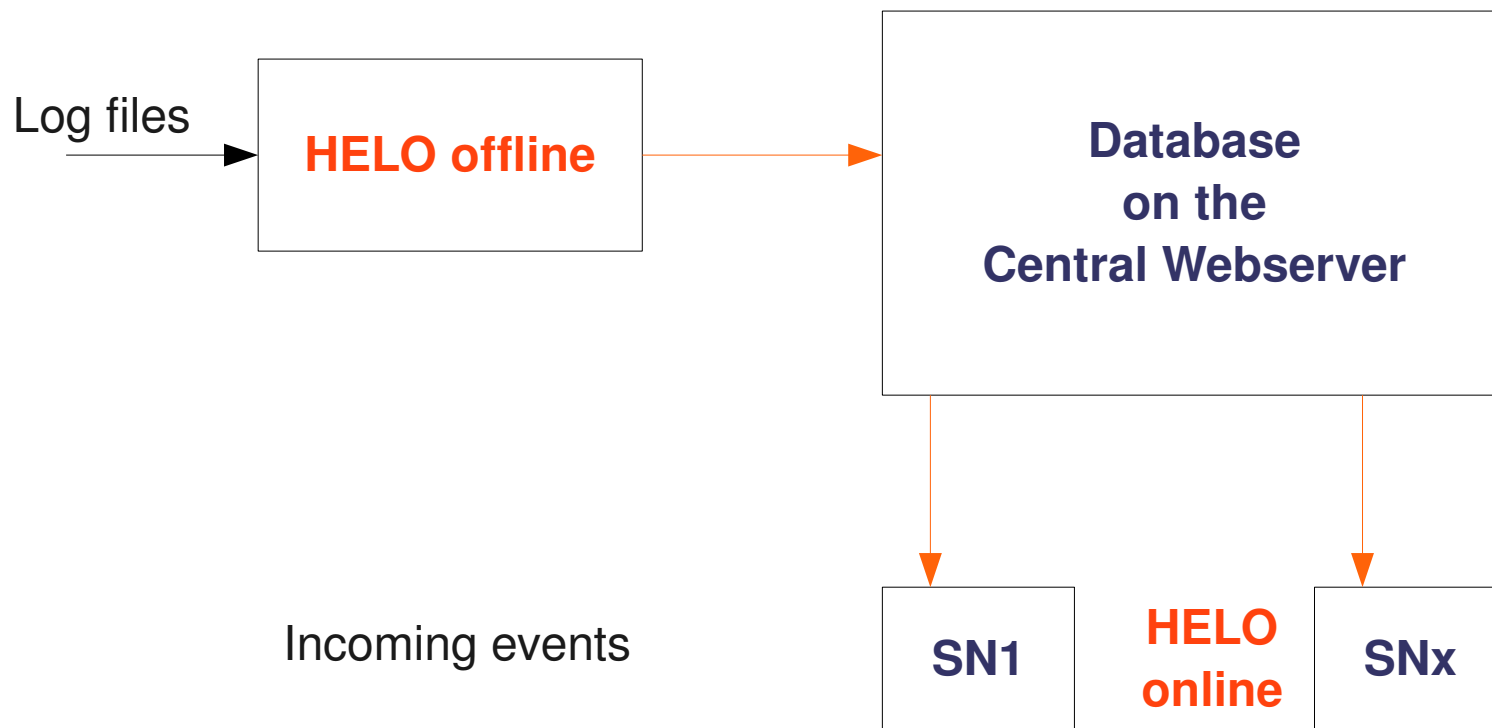 Log files
HELO offline
Database
on the
Central Webserver
Incoming events
SN1
HELO
online
SNx